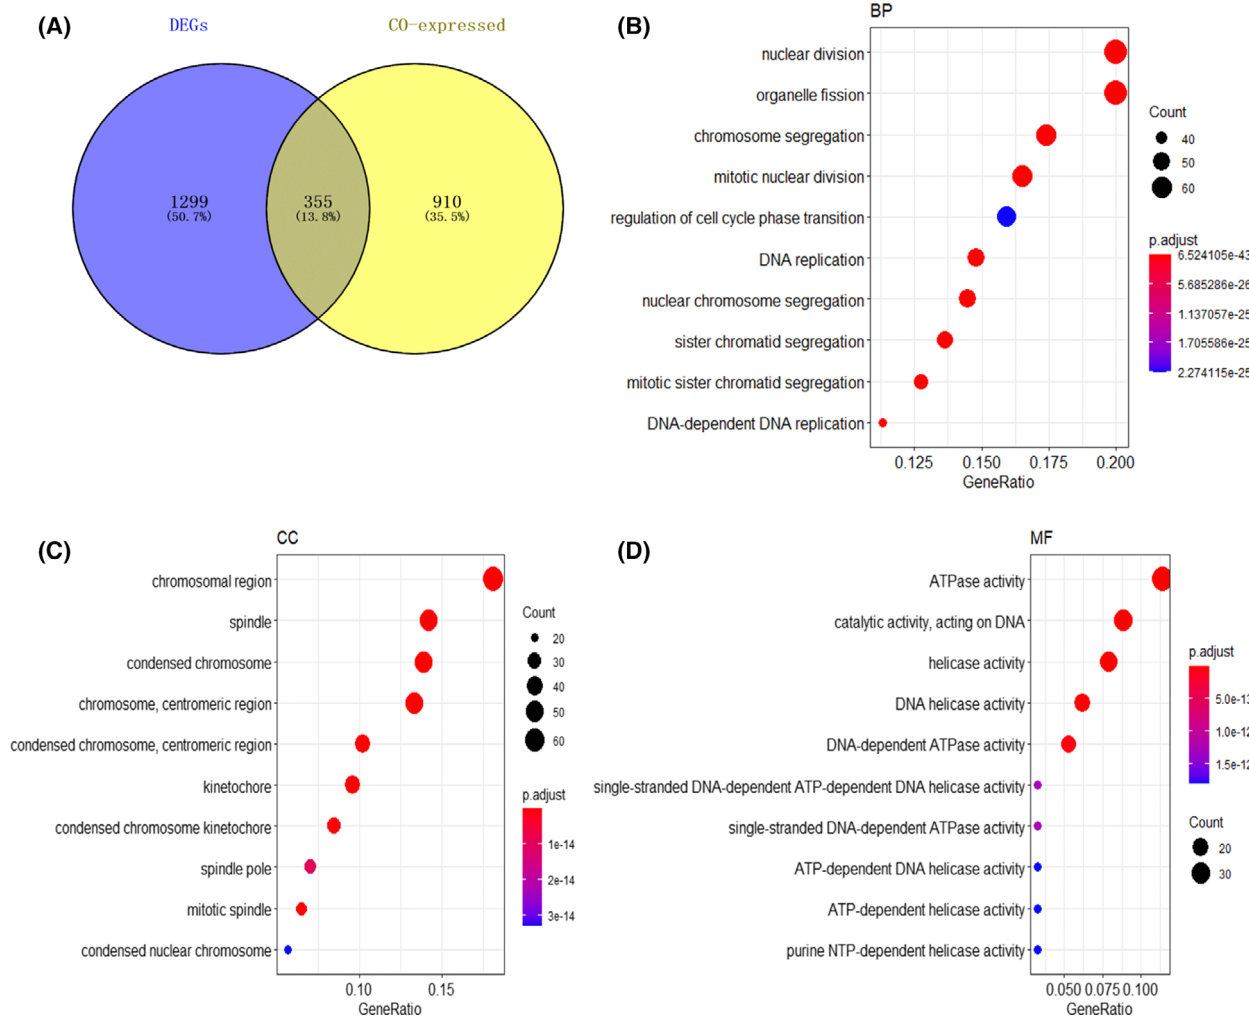 (A)
DEGs
CO-expressed
1299
(50.7%)
355
(13.8%)
910
(35.5%)
(B)
BP
nuclear division
organelle fission
chromosome segregation
mitotic nuclear division
regulation of cell cycle phase transition
DNA replication
nuclear chromosome segregation
sister chromatid segregation
mitotic sister chromatid segregation
DNA-dependent DNA replication
0.125 0.150 0.175 0.200
GeneRatio
Count
40
50
60
p.adjust
6.524105e-43
5.685286e-26
1.137057e-25
1.705586e-25
2.274115e-25
(C)
CC
chromosomal region
spindle
condensed chromosome
chromosome, centromeric region
condensed chromosome, centromeric region
kinetochore
condensed chromosome kinetochore
spindle pole
mitotic spindle
condensed nuclear chromosome
0.10 0.15
GeneRatio
Count
20
30
40
50
60
p.adjust
1e-14
2e-14
3e-14
(D)
MF
ATPase activity
catalytic activity, acting on DNA
helicase activity
DNA helicase activity
DNA-dependent ATPase activity
single-stranded DNA-dependent ATP-dependent DNA helicase activity
single-stranded DNA-dependent ATPase activity
ATP-dependent DNA helicase activity
ATP-dependent helicase activity
purine NTP-dependent helicase activity
0.050 0.075 0.100
GeneRatio
p.adjust
5.0e-13
1.0e-12
1.5e-12
Count
20
30